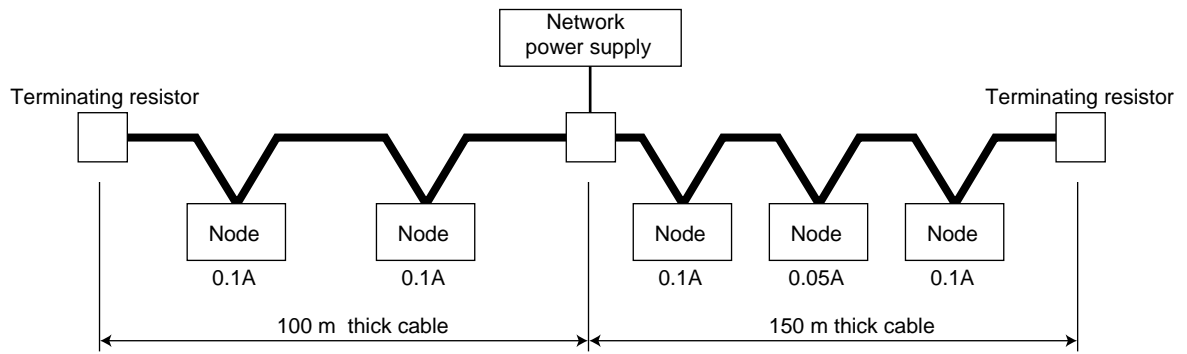 Network
power supply
Terminating resistor
Terminating resistor
Node
Node
Node
Node
Node
0.1A
0.1A
0.1A
0.05A
0.1A
100 m thick cable
150 m thick cable